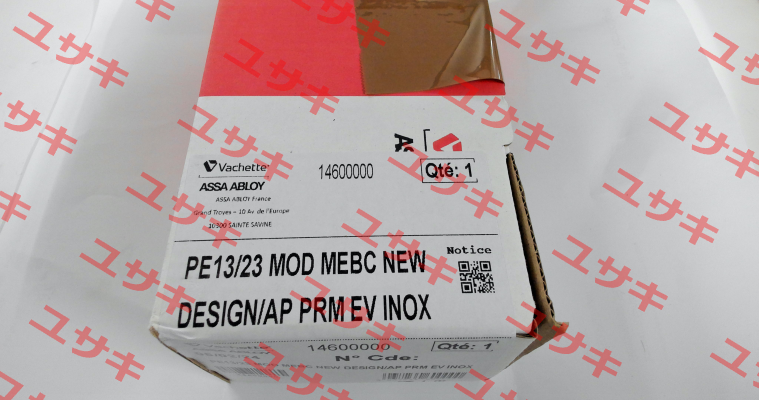 Vachette
14600000
Qté: 1
ASSA ABLOY
ASSA ABLOY France
Grand Troyes – 10 Av. de l'Europe
10300 SAINTE SAVINE
Notice
PE13/23 MOD MEBC NEW
DESIGN/AP PRM EV INOX
Vachette
14600000
Qté: 1
N° Cde:
NEW DESIGN/AP PRM EV INOX
ユサキ